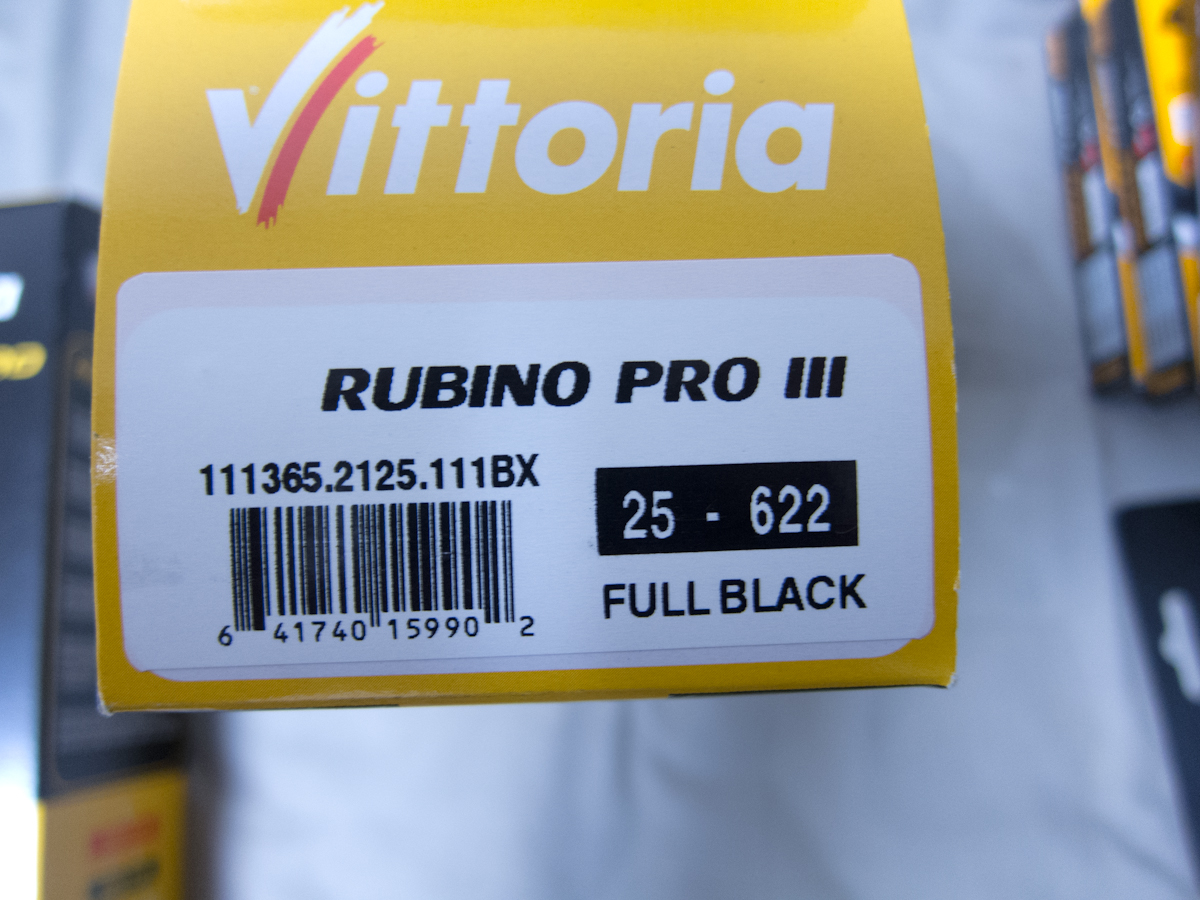 Vittoria
RUBINO PRO III
111365.2125.111BX
25 - 622
FULL BLACK
6 41740 15990 2